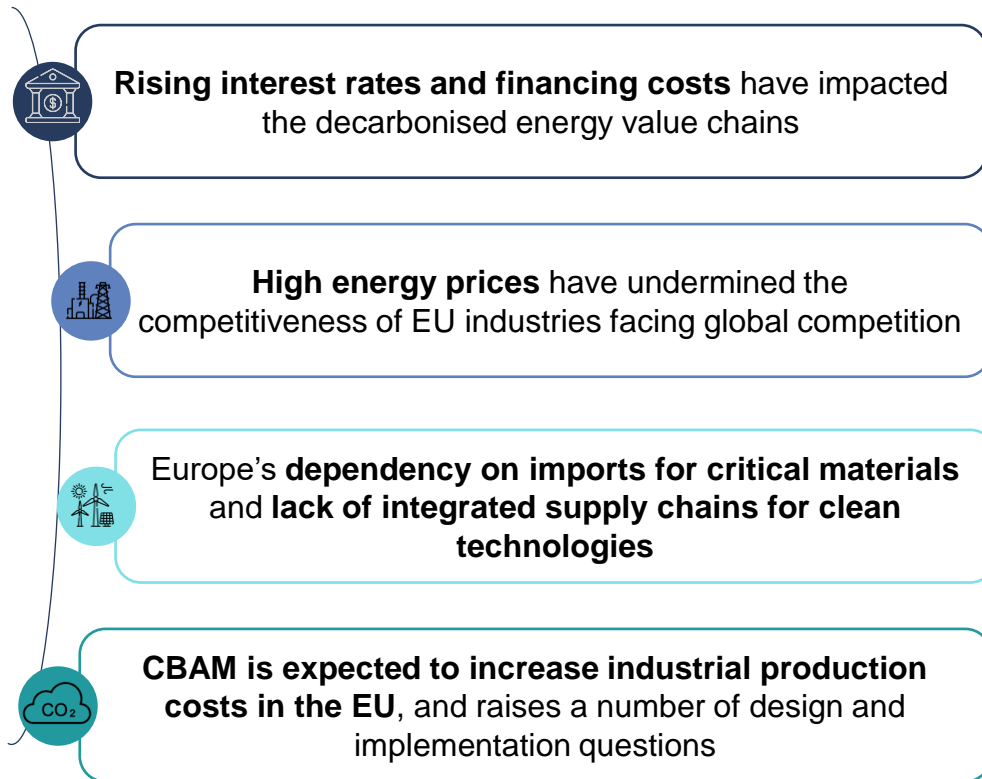 Rising interest rates and financing costs have impacted
the decarbonised energy value chains
High energy prices have undermined the
competitiveness of EU industries facing global competition
Europe’s dependency on imports for critical materials
and lack of integrated supply chains for clean
technologies
CBAM is expected to increase industrial production
costs in the EU, and raises a number of design and
implementation questions
$
CO₂